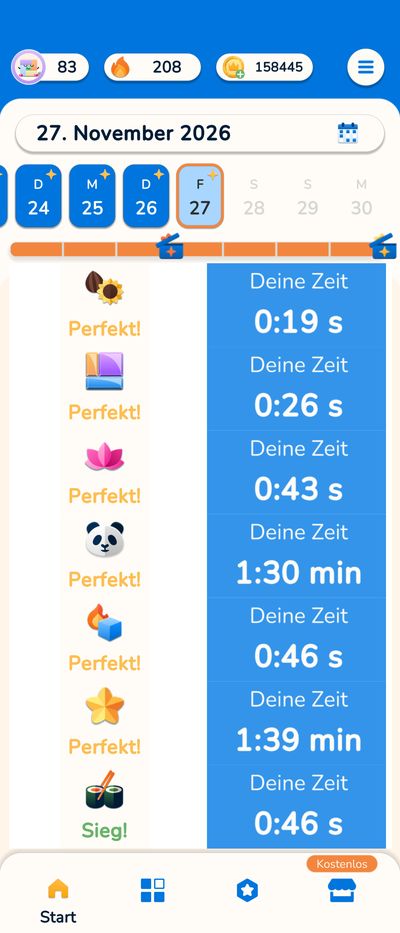 83 208 158445
27. November 2026
D M D F S S M
24 25 26 27 28 29 30
Deine Zeit
Perfekt! 0:19 s
Deine Zeit
Perfekt! 0:26 s
Deine Zeit
Perfekt! 0:43 s
Deine Zeit
Perfekt! 1:30 min
Deine Zeit
Perfekt! 0:46 s
Deine Zeit
Perfekt! 1:39 min
Deine Zeit
Sieg! 0:46 s
Kostenlos
Start